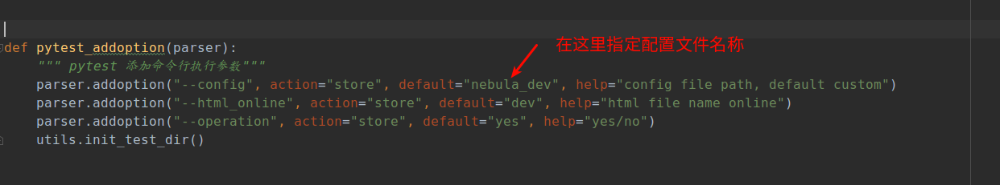 在这里指定配置文件名称
def pytest_addoption(parser):
""" pytest 添加命令行执行参数"""
parser.addoption("--config", action="store", default="nebula_dev", help="config file path, default custom")
parser.addoption("--html_online", action="store", default="dev", help="html file name online")
parser.addoption("--operation", action="store", default="yes", help="yes/no")
utils.init_test_dir()